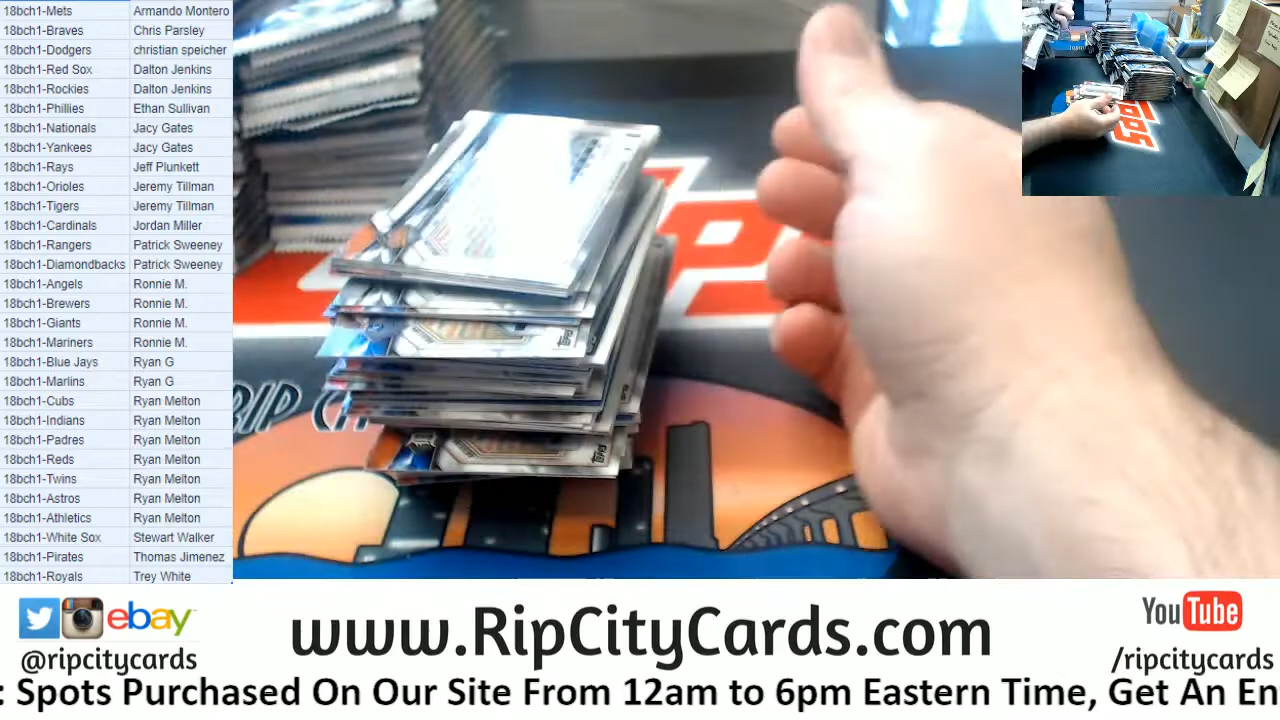 18bch1-Mets Armando Montero
18bch1-Braves Chris Parsley
18bch1-Dodgers christian speicher
18bch1-Red Sox Dalton Jenkins
18bch1-Rockies Dalton Jenkins
18bch1-Phillies Ethan Sullivan
18bch1-Nationals Jacy Gates
18bch1-Yankees Jacy Gates
18bch1-Rays Jeff Plunkett
18bch1-Orioles Jeremy Tillman
18bch1-Tigers Jeremy Tillman
18bch1-Cardinals Jordan Miller
18bch1-Rangers Patrick Sweeney
18bch1-Diamondbacks Patrick Sweeney
18bch1-Angels Ronnie M.
18bch1-Brewers Ronnie M.
18bch1-Giants Ronnie M.
18bch1-Mariners Ronnie M.
18bch1-Blue Jays Ryan G
18bch1-Marlins Ryan G
18bch1-Cubs Ryan Melton
18bch1-Indians Ryan Melton
18bch1-Padres Ryan Melton
18bch1-Reds Ryan Melton
18bch1-Twins Ryan Melton
18bch1-Astros Ryan Melton
18bch1-Athletics Ryan Melton
18bch1-White Sox Stewart Walker
18bch1-Pirates Thomas Jimenez
18bch1-Royals Trey White
RIP
TOPPS
TOPPS
ebay
@ripcitycards
www.RipCityCards.com
YouTube
/ripcitycards
: Spots Purchased On Our Site From 12am to 6pm Eastern Time, Get An En